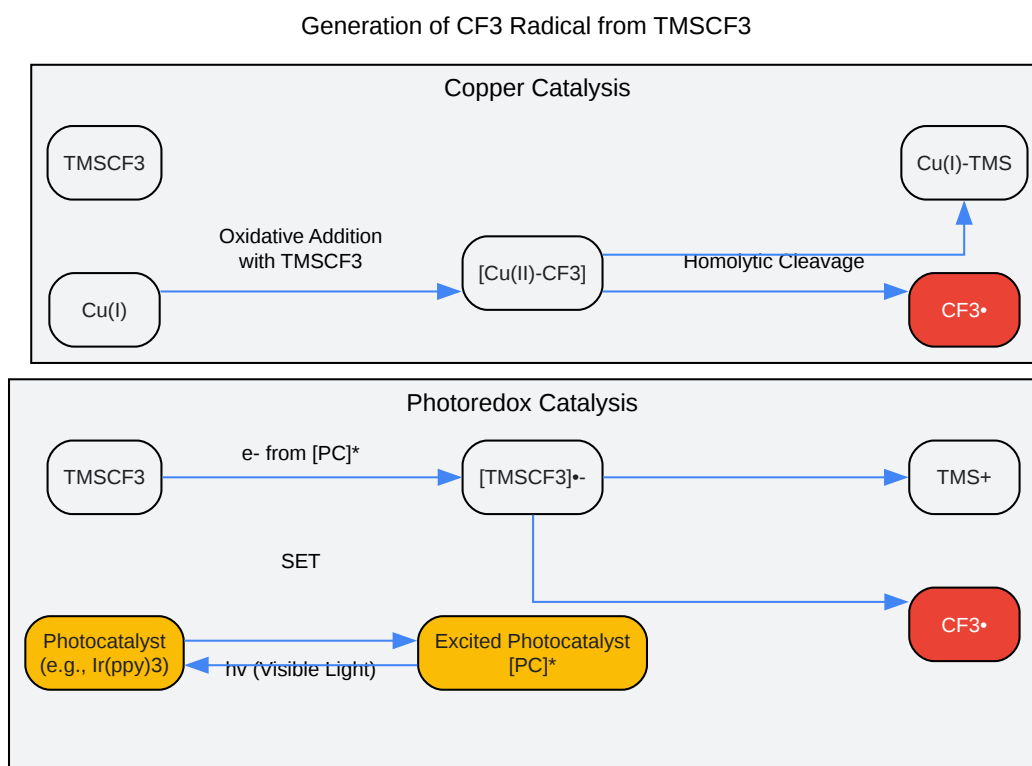 Generation of CF3 Radical from TMSCF3
Copper Catalysis
TMSCF3
Cu(I)-TMS
Oxidative Addition
with TMSCF3
[Cu(II)-CF3]
Homolytic Cleavage
Cu(I)
CF3•
Photoredox Catalysis
TMSCF3
e- from [PC]*
[TMSCF3]•-
TMS+
SET
CF3•
Photocatalyst
(e.g., Ir(ppy)3)
hv (Visible Light)
Excited Photocatalyst
[PC]*